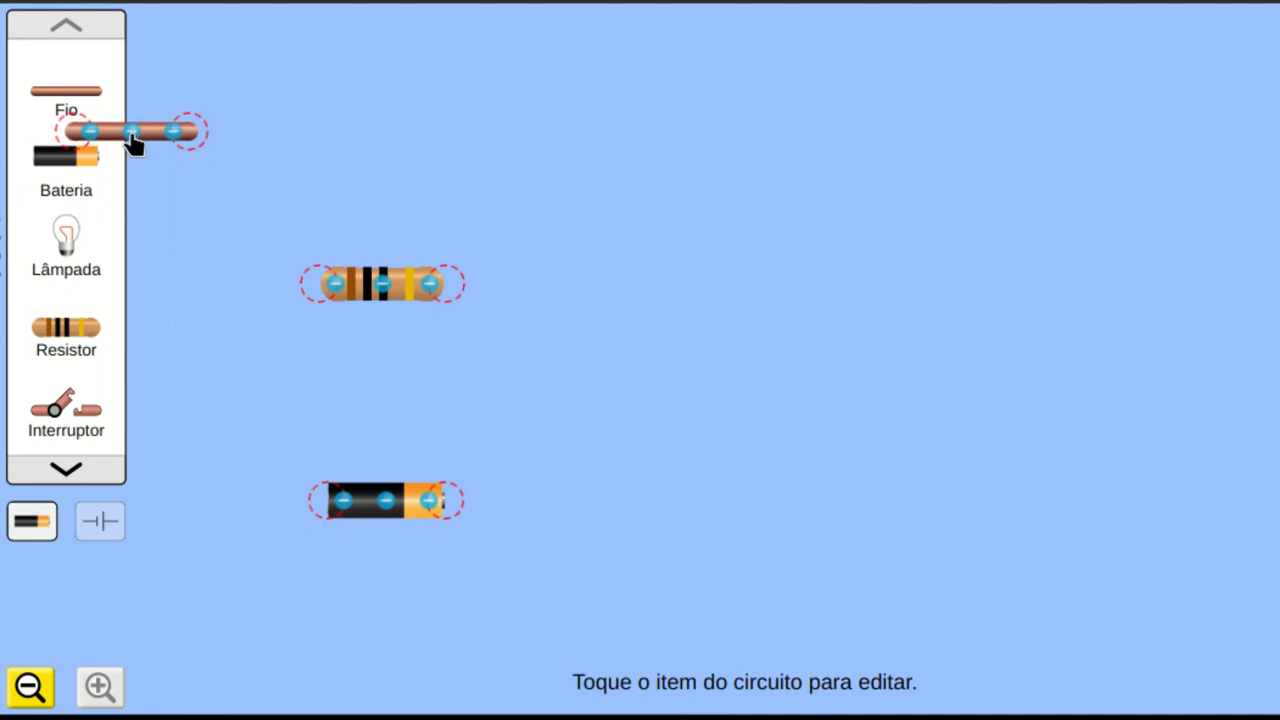 Fio
Bateria
Lâmpada
Resistor
Interruptor
Toque o item do circuito para editar.